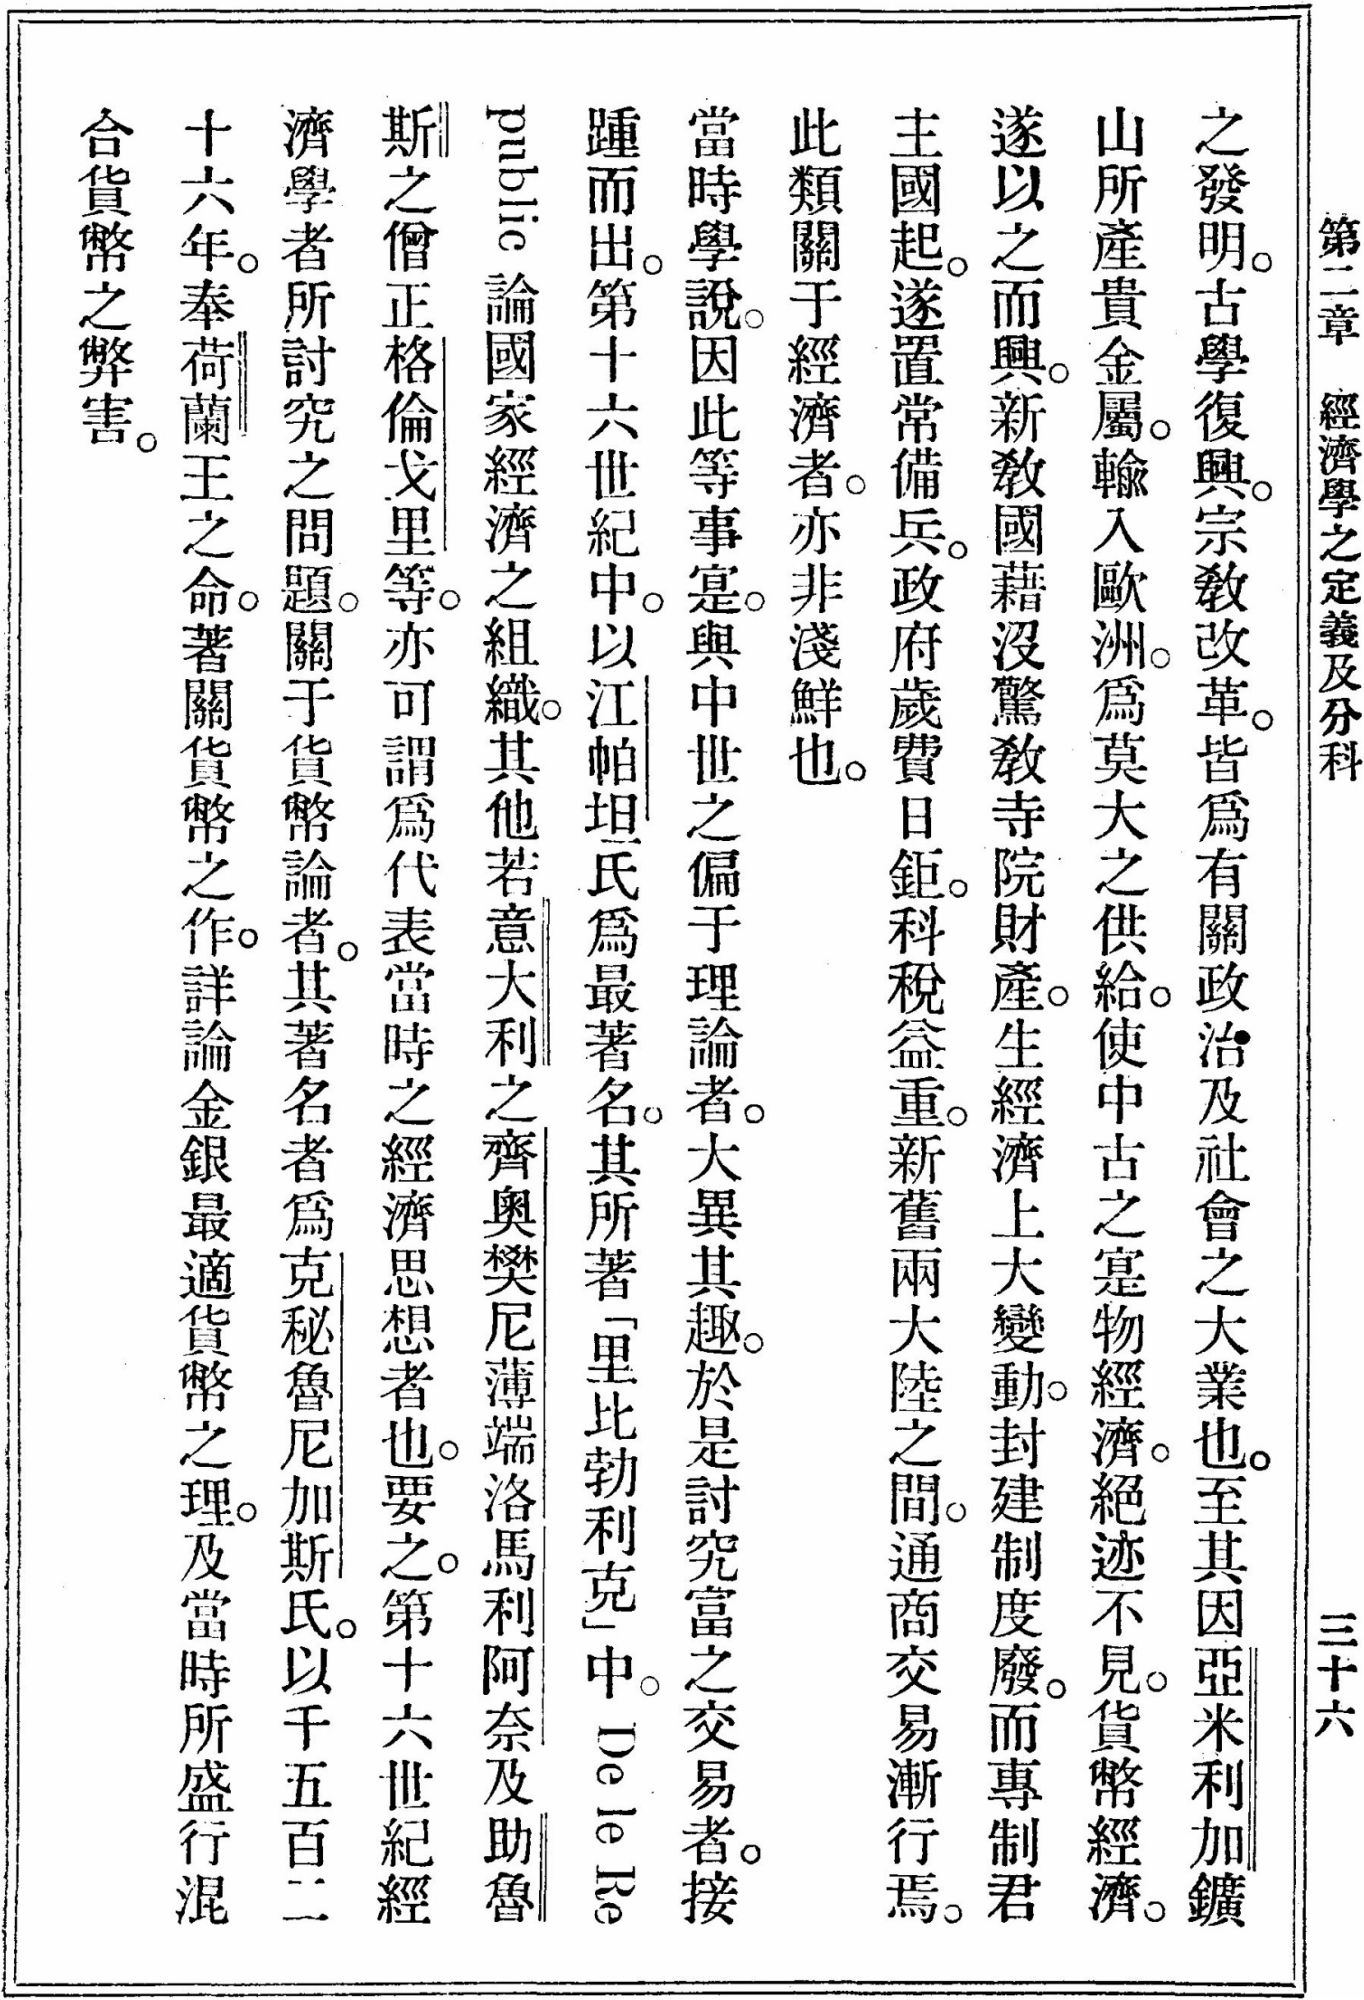 第二章　經濟學之定義及分科　三十六
之發明。古學復興。宗敎改革。皆爲有關政治及社會之大業也。至其因亞米利加鑛
山所產貴金屬。輸入歐洲。爲莫大之供給。使中古之寔物經濟。絕迹不見。貨幣經濟。
遂以之而興。新敎國藉沒驚敎寺院財產。生經濟上大變動。封建制度廢。而專制君
主國起。遂置常備兵。政府歲費日鉅。科稅益重。新舊兩大陸之間。通商交易漸行焉。
此類關于經濟者。亦非淺鮮也。
當時學說。因此等事寔。與中世之偏于理論者。大異其趣。於是討究富之交易者。接
踵而出。第十六世紀中。以江帕坦氏爲最著名。其所著「里比勃利克」中。De le Re
public 論國家經濟之組織。其他若意大利之齊奧樊尼薄端洛馬利阿奈及助魯
斯之僧正格倫戈里等。亦可謂爲代表當時之經濟思想者也。要之。第十六世紀經
濟學者所討究之問題。關于貨幣論者。其著名者爲克秘魯尼加斯氏。以千五百二
十六年。奉荷蘭王之命。著關貨幣之作。詳論金銀最適貨幣之理。及當時所盛行混
合貨幣之弊害。